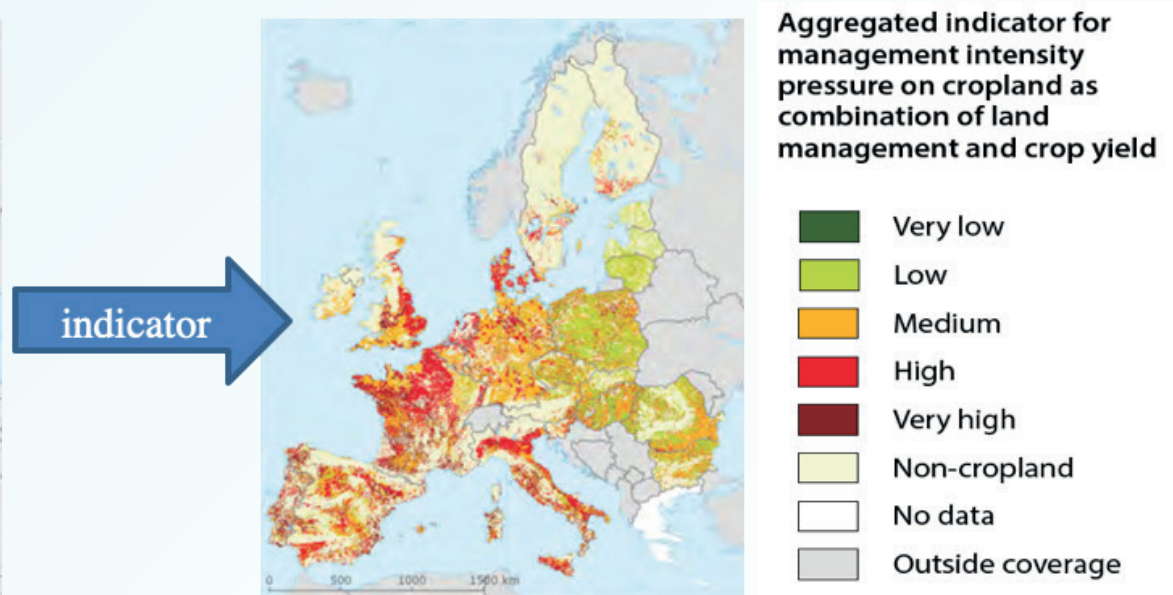 indicator
0 500 1000 1500 km
Aggregated indicator for
management intensity
pressure on cropland as
combination of land
management and crop yield
Very low
Low
Medium
High
Very high
Non-cropland
No data
Outside coverage